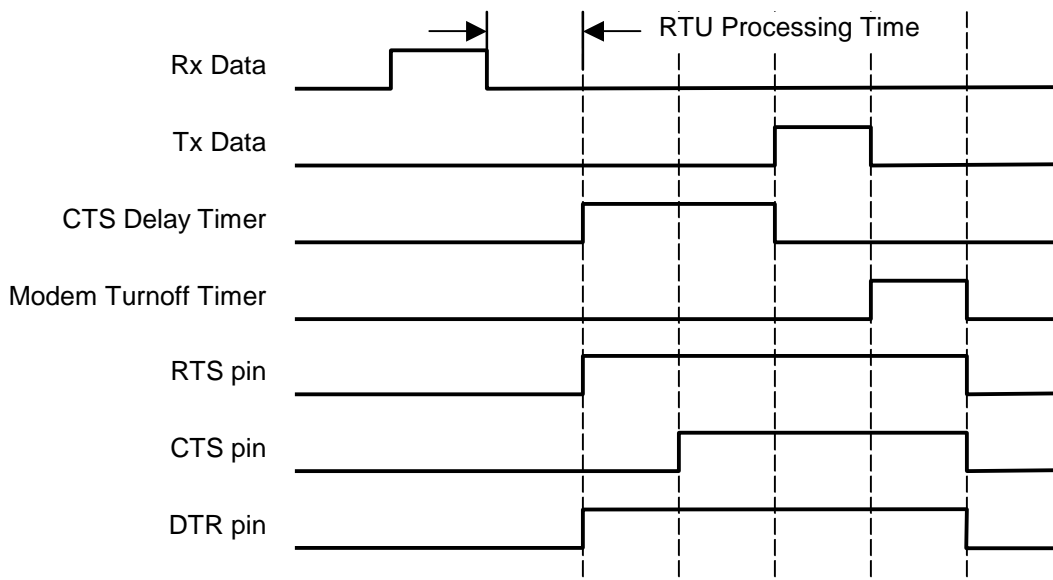 RTU Processing Time
Rx Data
Tx Data
CTS Delay Timer
Modem Turnoff Timer
RTS pin
CTS pin
DTR pin